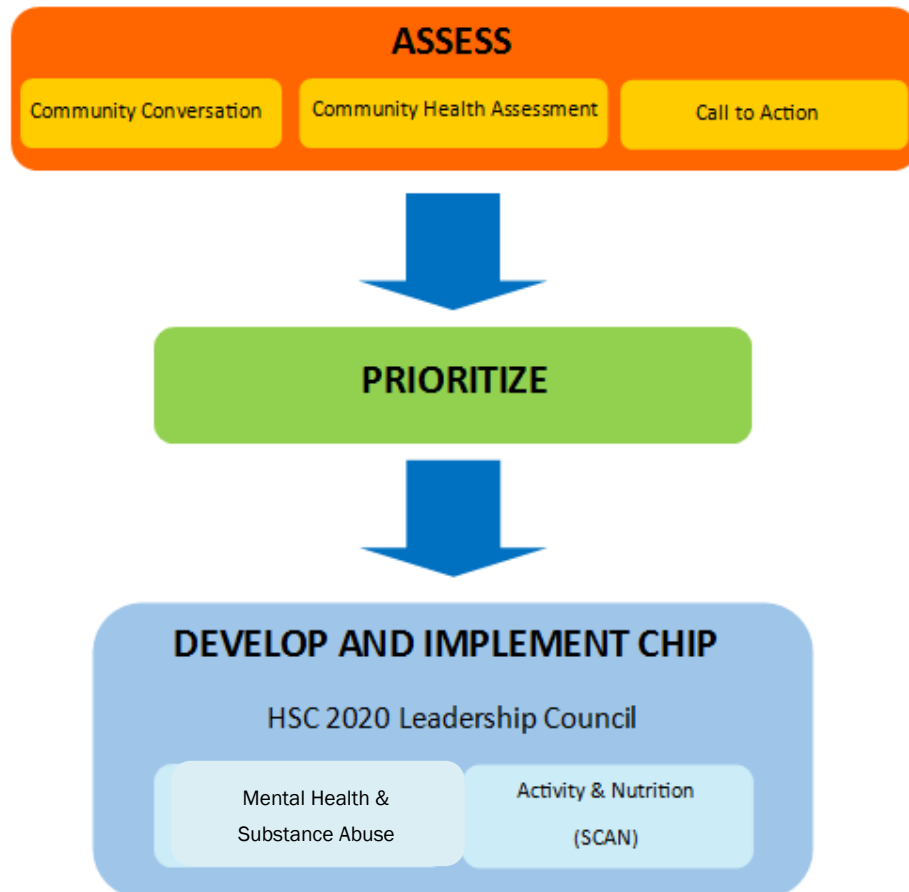 ASSESS
Community Conversation
Community Health Assessment
Call to Action
PRIORITIZE
DEVELOP AND IMPLEMENT CHIP
HSC 2020 Leadership Council
Mental Health &
Substance Abuse
Activity & Nutrition
(SCAN)